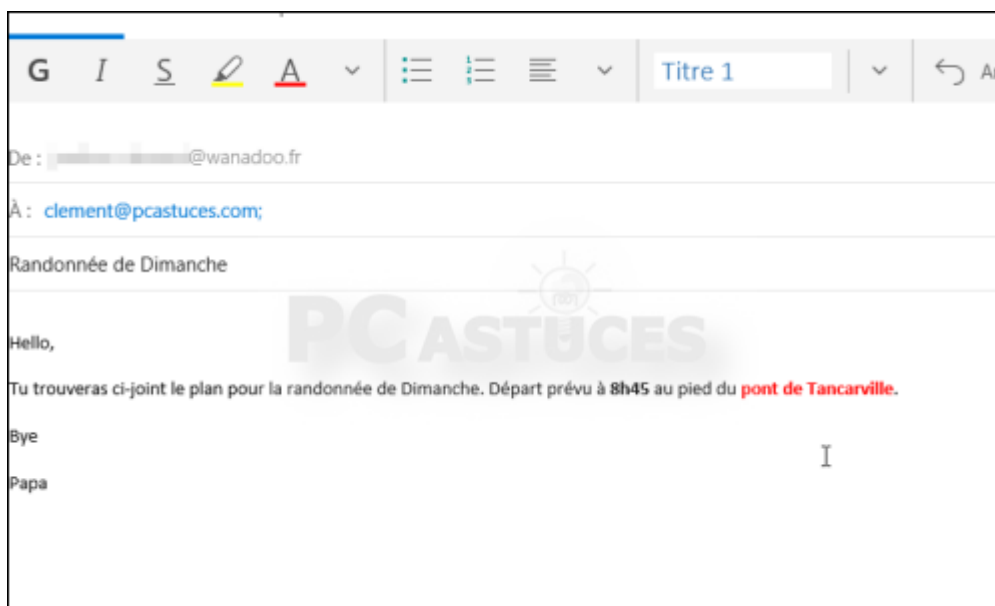 G I S A Titre 1
De : @wanadoo.fr
À : clement@pcastuces.com;
Randonnée de Dimanche
PC ASTUCES
Hello,
Tu trouveras ci-joint le plan pour la randonnée de Dimanche. Départ prévu à 8h45 au pied du pont de Tancarville.
Bye
Papa